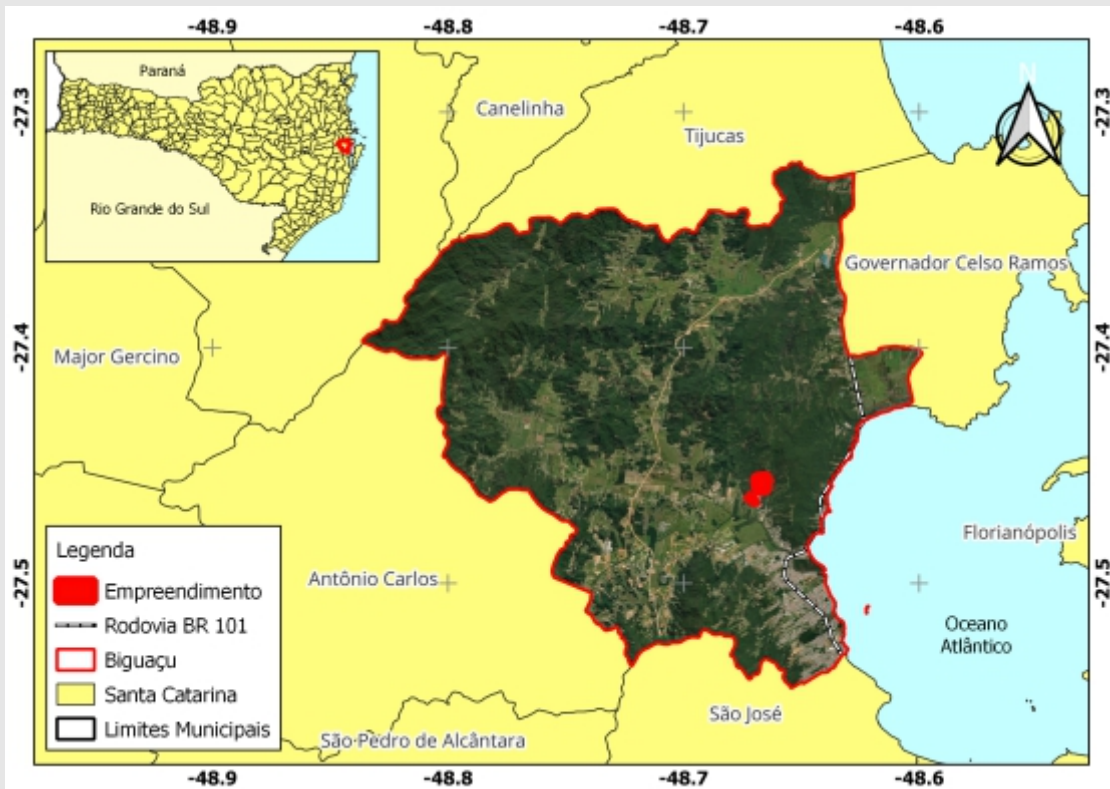 -48.9
-48.8
-48.7
-48.6
-27.3
-27.3
Paraná
Rio Grande do Sul
Canelinha
Tijucas
N
Governador Celso Ramos
-27.4
-27.4
Major Gercino
Florianópolis
-27.5
-27.5
Antônio Carlos
Oceano
Atlântico
São José
São Pedro de Alcântara
Legenda
Empreendimento
Rodovia BR 101
Biguaçu
Santa Catarina
Limites Municipais
-48.9
-48.8
-48.7
-48.6